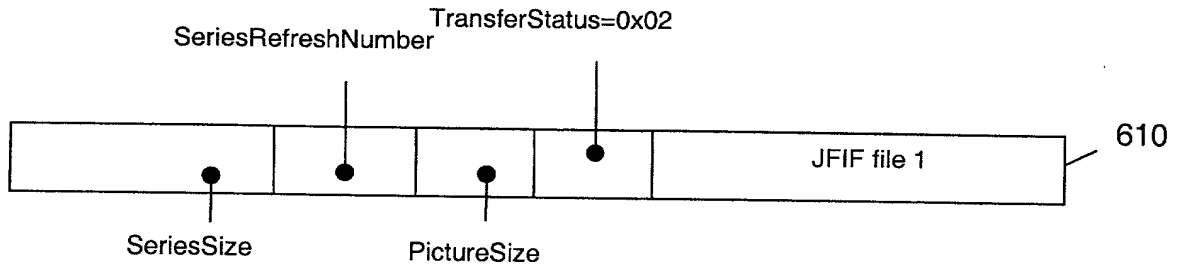 TransferStatus=0x02
SeriesRefreshNumber
JFIF file 1
610
SeriesSize
PictureSize